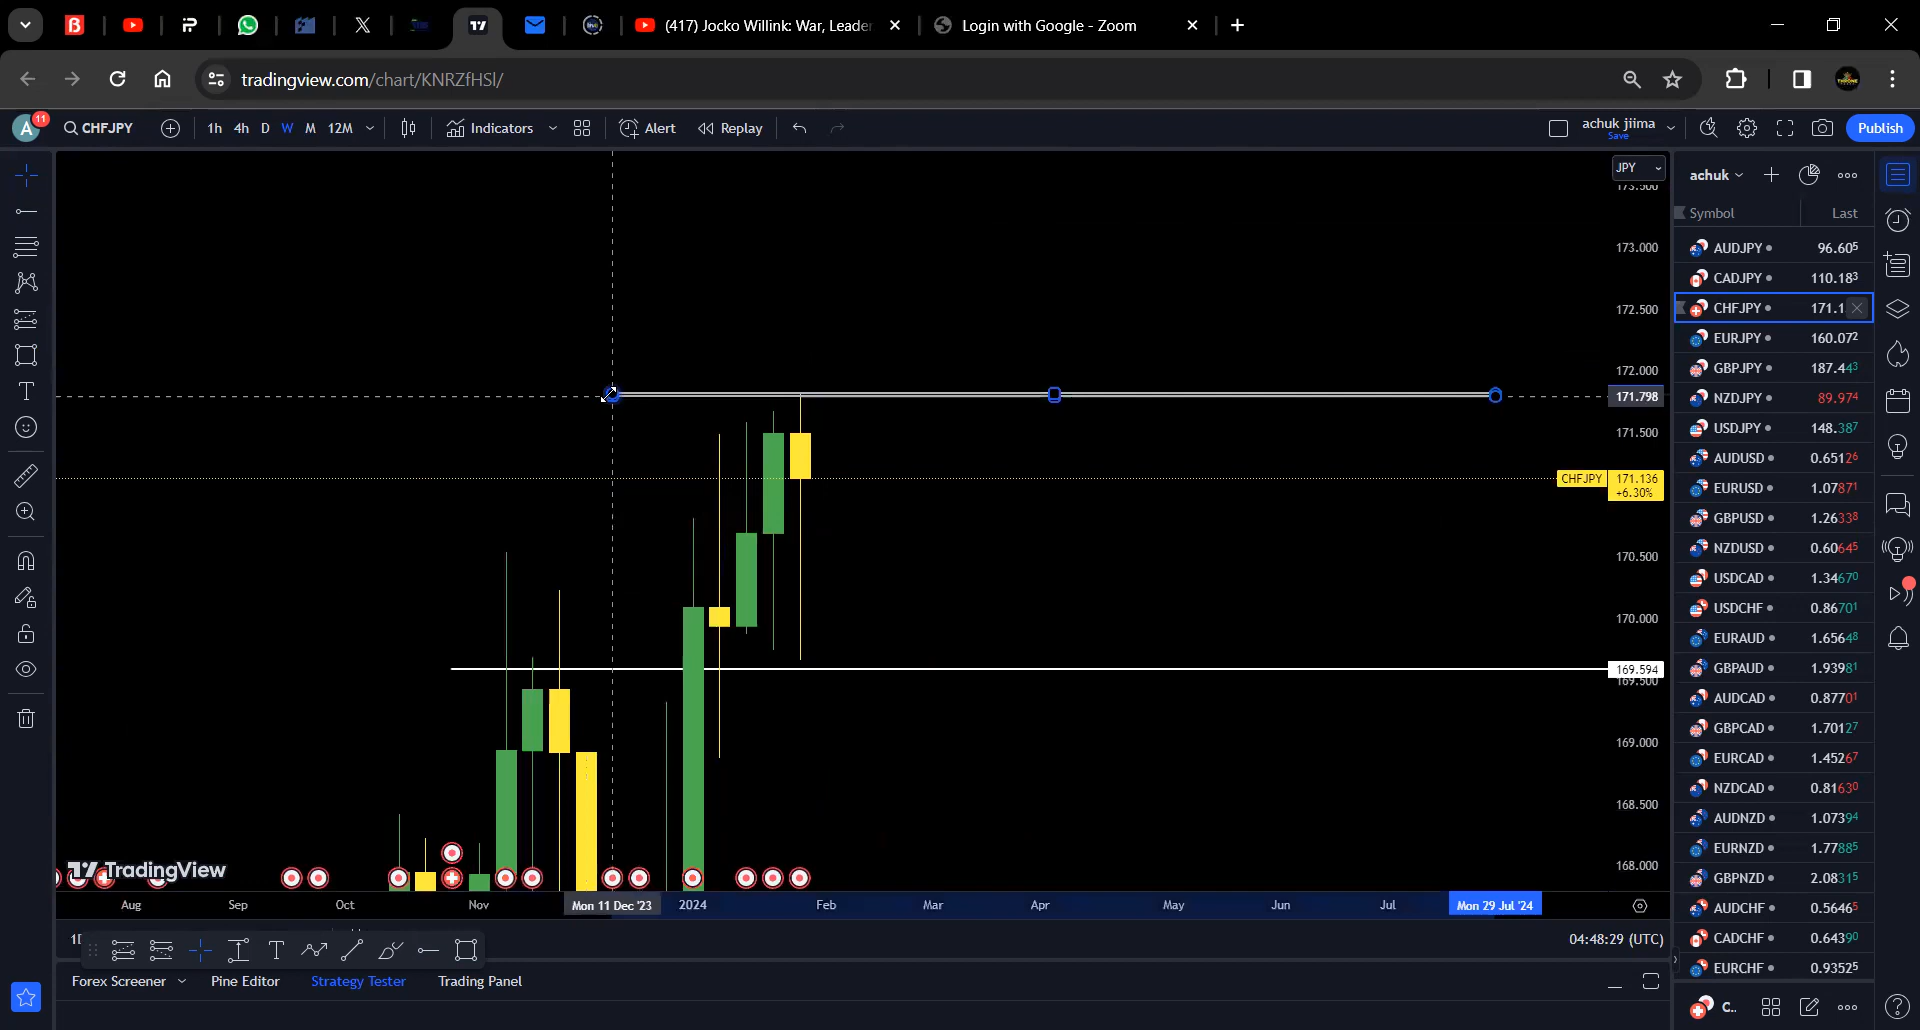 (417) Jocko Willink: War, Leader
Login with Google - Zoom
tradingview.com/chart/KNRZfHSl/
A 11
CHFJPY
1h 4h D W M 12M
Indicators
Alert
Replay
achuk jiima
Save
Publish
JPY
173.500
173.000
172.500
172.000
171.798
171.500
CHFJPY 171.136
+6.30%
170.500
170.000
169.594
169.500
169.000
168.500
168.000
TradingView
Aug Sep Oct Nov Mon 11 Dec '23 2024 Feb Mar Apr May Jun Jul Mon 29 Jul '24
04:48:29 (UTC)
Forex Screener Pine Editor Strategy Tester Trading Panel
achuk
Symbol Last
AUDJPY 96.605
CADJPY 110.183
CHFJPY 171.1
EURJPY 160.072
GBPJPY 187.443
NZDJPY 89.974
USDJPY 148.387
AUDUSD 0.65126
EURUSD 1.07871
GBPUSD 1.26338
NZDUSD 0.60645
USDCAD 1.34670
USDCHF 0.86701
EURAUD 1.65648
GBPAUD 1.93981
AUDCAD 0.87701
GBPCAD 1.70127
EURCAD 1.45267
NZDCAD 0.81630
AUDNZD 1.07394
EURNZD 1.77885
GBPNZD 2.08315
AUDCHF 0.56465
CADCHF 0.64390
EURCHF 0.93525
C..